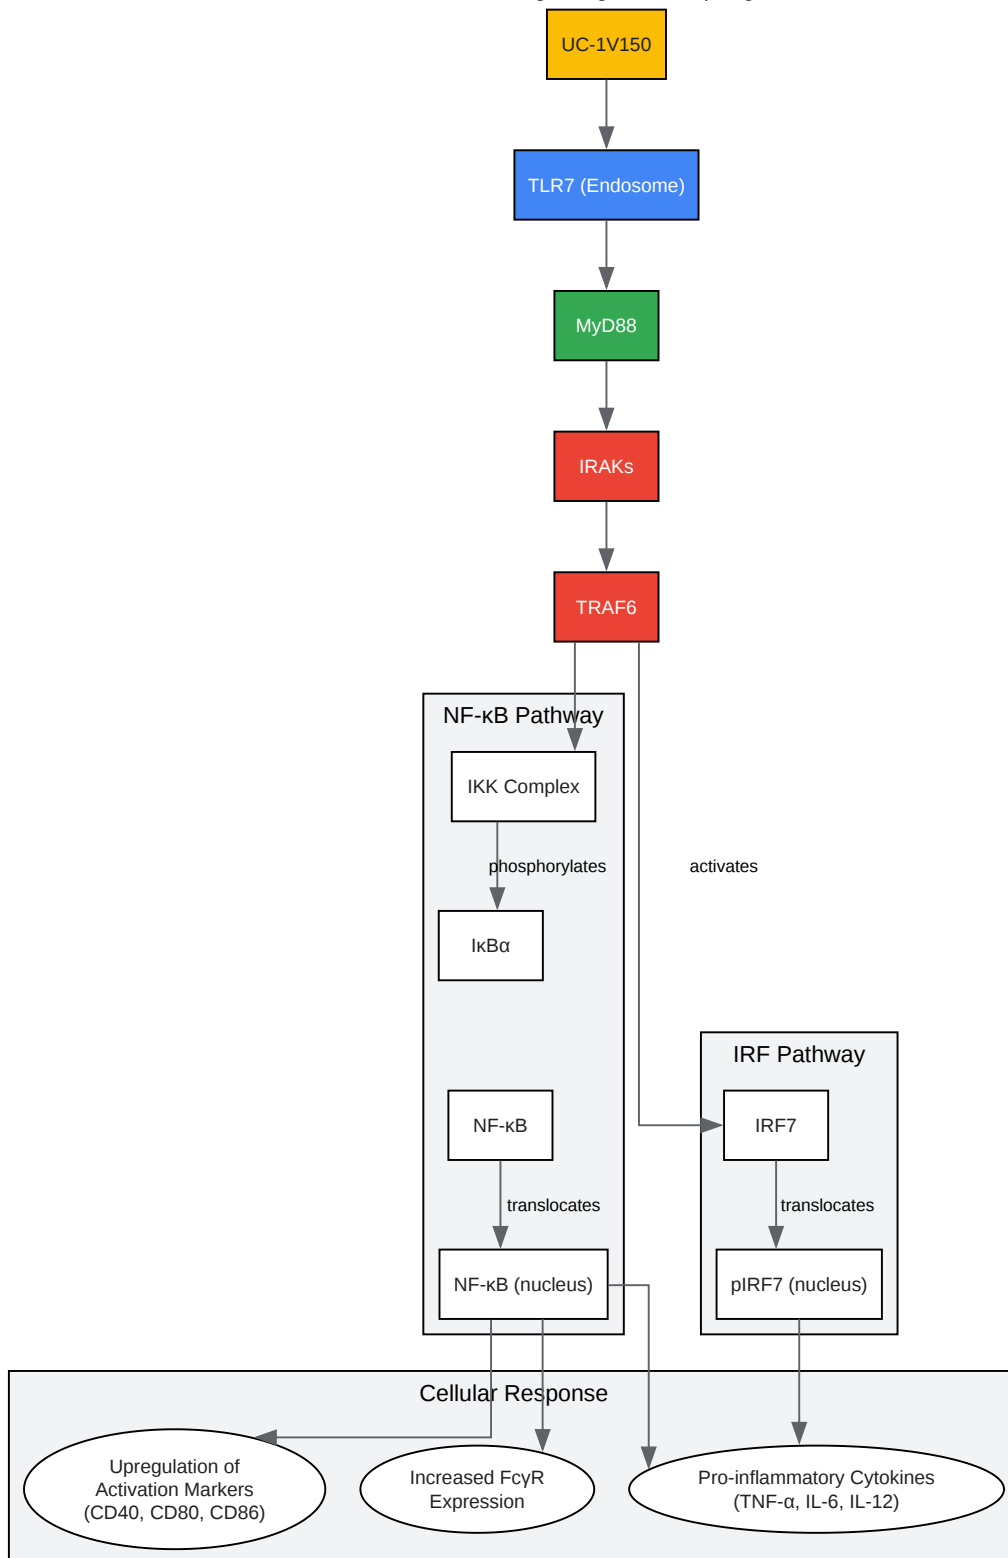 UC-1V150
TLR7 (Endosome)
MyD88
IRAKs
TRAF6
NF-κB Pathway
IKK Complex
phosphorylates
activates
IκBα
IRF Pathway
NF-κB
IRF7
translocates
translocates
NF-κB (nucleus)
pIRF7 (nucleus)
Cellular Response
Upregulation of
Activation Markers
(CD40, CD80, CD86)
Increased FcγR
Expression
Pro-inflammatory Cytokines
(TNF-α, IL-6, IL-12)